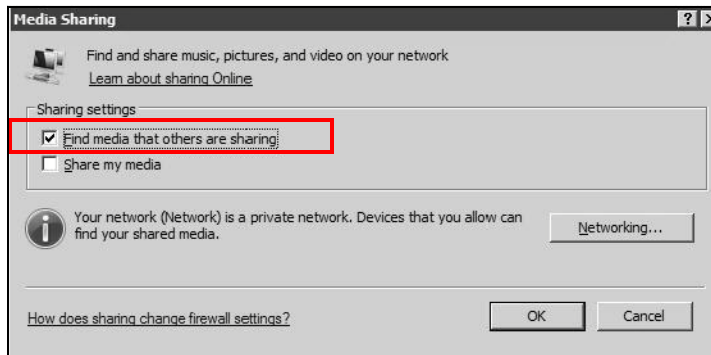 Media Sharing
Find and share music, pictures, and video on your network
Learn about sharing Online
Sharing settings
Find media that others are sharing
Share my media
Your network (Network) is a private network. Devices that you allow can
find your shared media.
Networking...
How does sharing change firewall settings?
OK
Cancel